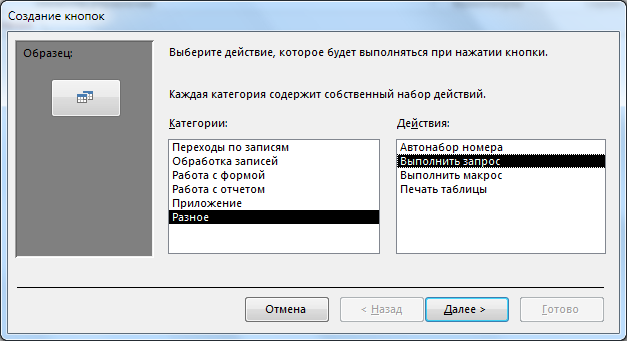 Создание кнопок
Образец:
Выберите действие, которое будет выполняться при нажатии кнопки.
Каждая категория содержит собственный набор действий.
Категории:
Переходы по записям
Обработка записей
Работа с формой
Работа с отчетом
Приложение
Разное
Действия:
Автонабор номера
Выполнить запрос
Выполнить макрос
Печать таблицы
Отмена
< Назад
Далее >
Готово